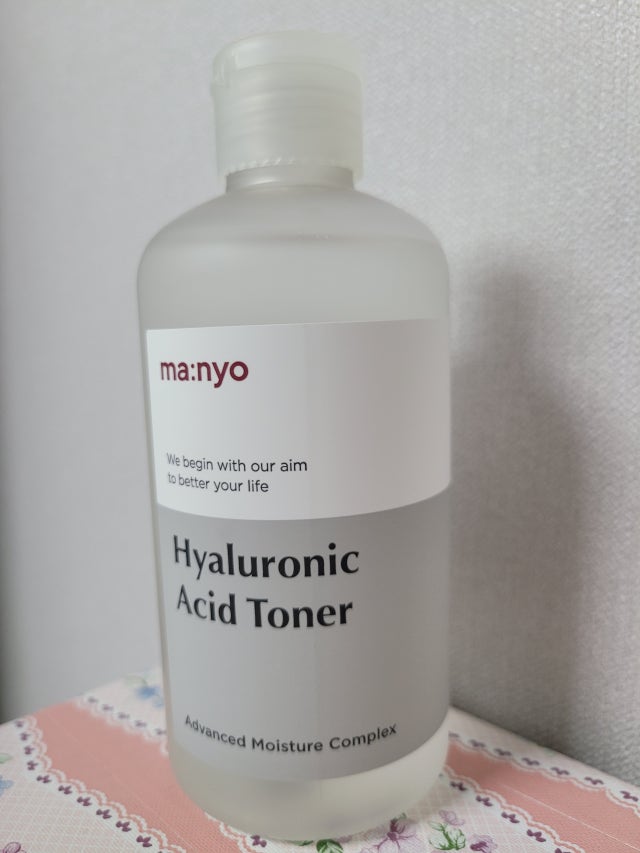 ma:nyo
We begin with our aim
to better your life
Hyaluronic
Acid Toner
Advanced Moisture Complex